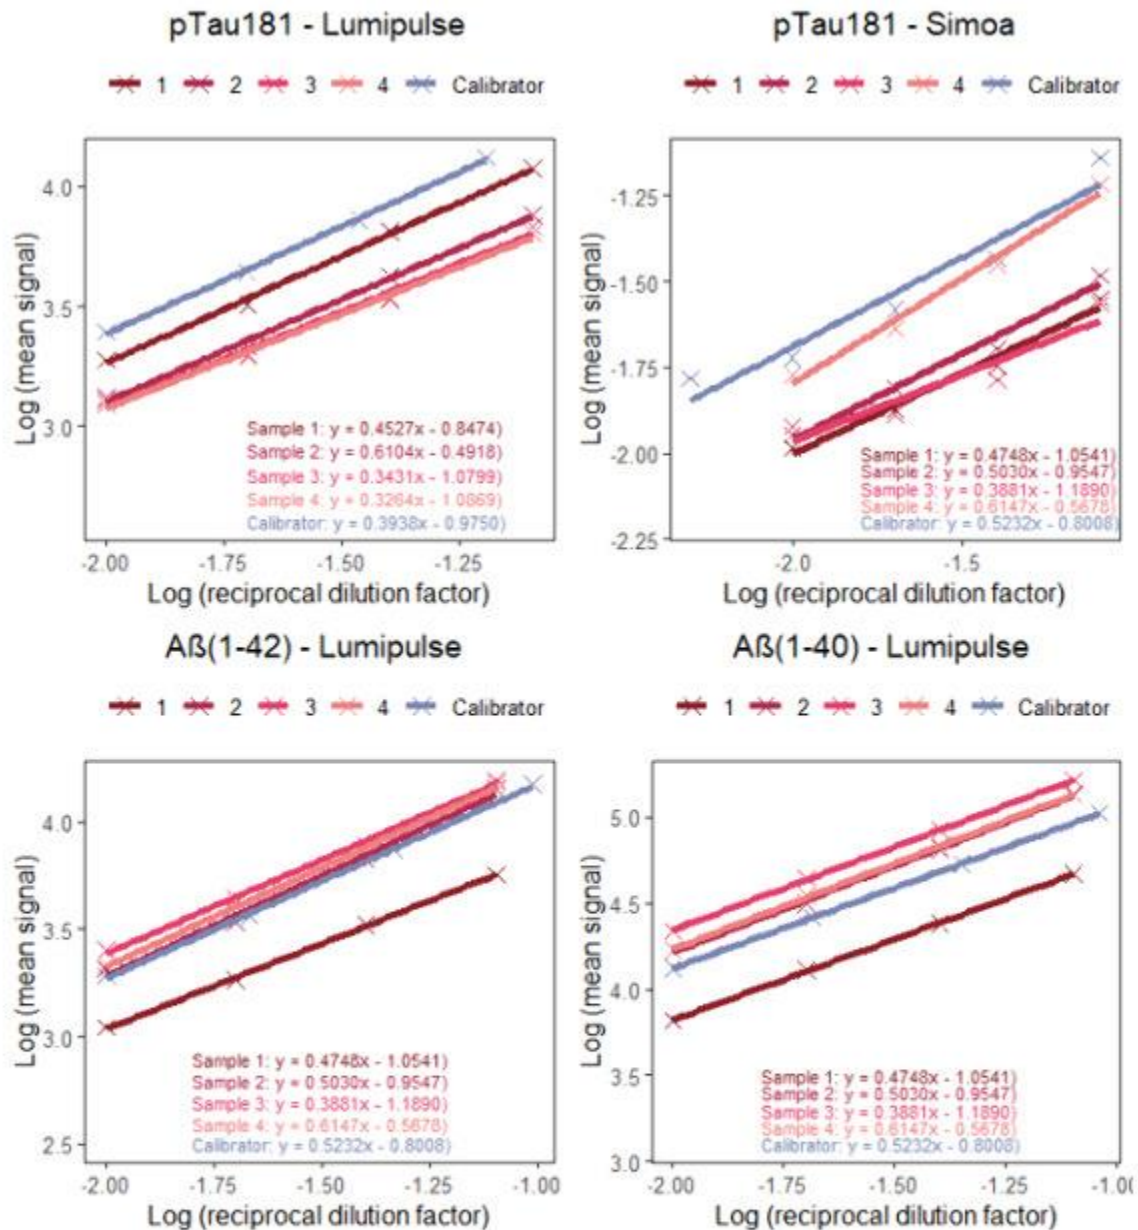 pTau181 - Lumipulse
1 2 3 4 Calibrator
Log (mean signal)
4.0
3.5
3.0
Sample 1: y = 0.4527x - 0.8474)
Sample 2: y = 0.6104x - 0.4918)
Sample 3: y = 0.3431x - 1.0799)
Sample 4: y = 0.3264x - 1.0869)
Calibrator: y = 0.3938x - 0.9750)
-2.00 -1.75 -1.50 -1.25
Log (reciprocal dilution factor)
pTau181 - Simoa
1 2 3 4 Calibrator
Log (mean signal)
-1.25
-1.50
-1.75
-2.00
-2.25
Sample 1: y = 0.4748x - 1.0541)
Sample 2: y = 0.5030x - 0.9547)
Sample 3: y = 0.3881x - 1.1890)
Sample 4: y = 0.6147x - 0.5678)
Calibrator: y = 0.5232x - 0.8008)
-2.0 -1.5
Log (reciprocal dilution factor)
Aß(1-42) - Lumipulse
1 2 3 4 Calibrator
Log (mean signal)
4.0
3.5
3.0
2.5
Sample 1: y = 0.4748x - 1.0541)
Sample 2: y = 0.5030x - 0.9547)
Sample 3: y = 0.3881x - 1.1890)
Sample 4: y = 0.6147x - 0.5678)
Calibrator: y = 0.5232x - 0.8008)
-2.00 -1.75 -1.50 -1.25 -1.00
Log (reciprocal dilution factor)
Aß(1-40) - Lumipulse
1 2 3 4 Calibrator
Log (mean signal)
5.0
4.5
4.0
3.5
3.0
Sample 1: y = 0.4748x - 1.0541)
Sample 2: y = 0.5030x - 0.9547)
Sample 3: y = 0.3881x - 1.1890)
Sample 4: y = 0.6147x - 0.5678)
Calibrator: y = 0.5232x - 0.8008)
-2.00 -1.75 -1.50 -1.25 -1.00
Log (reciprocal dilution factor)